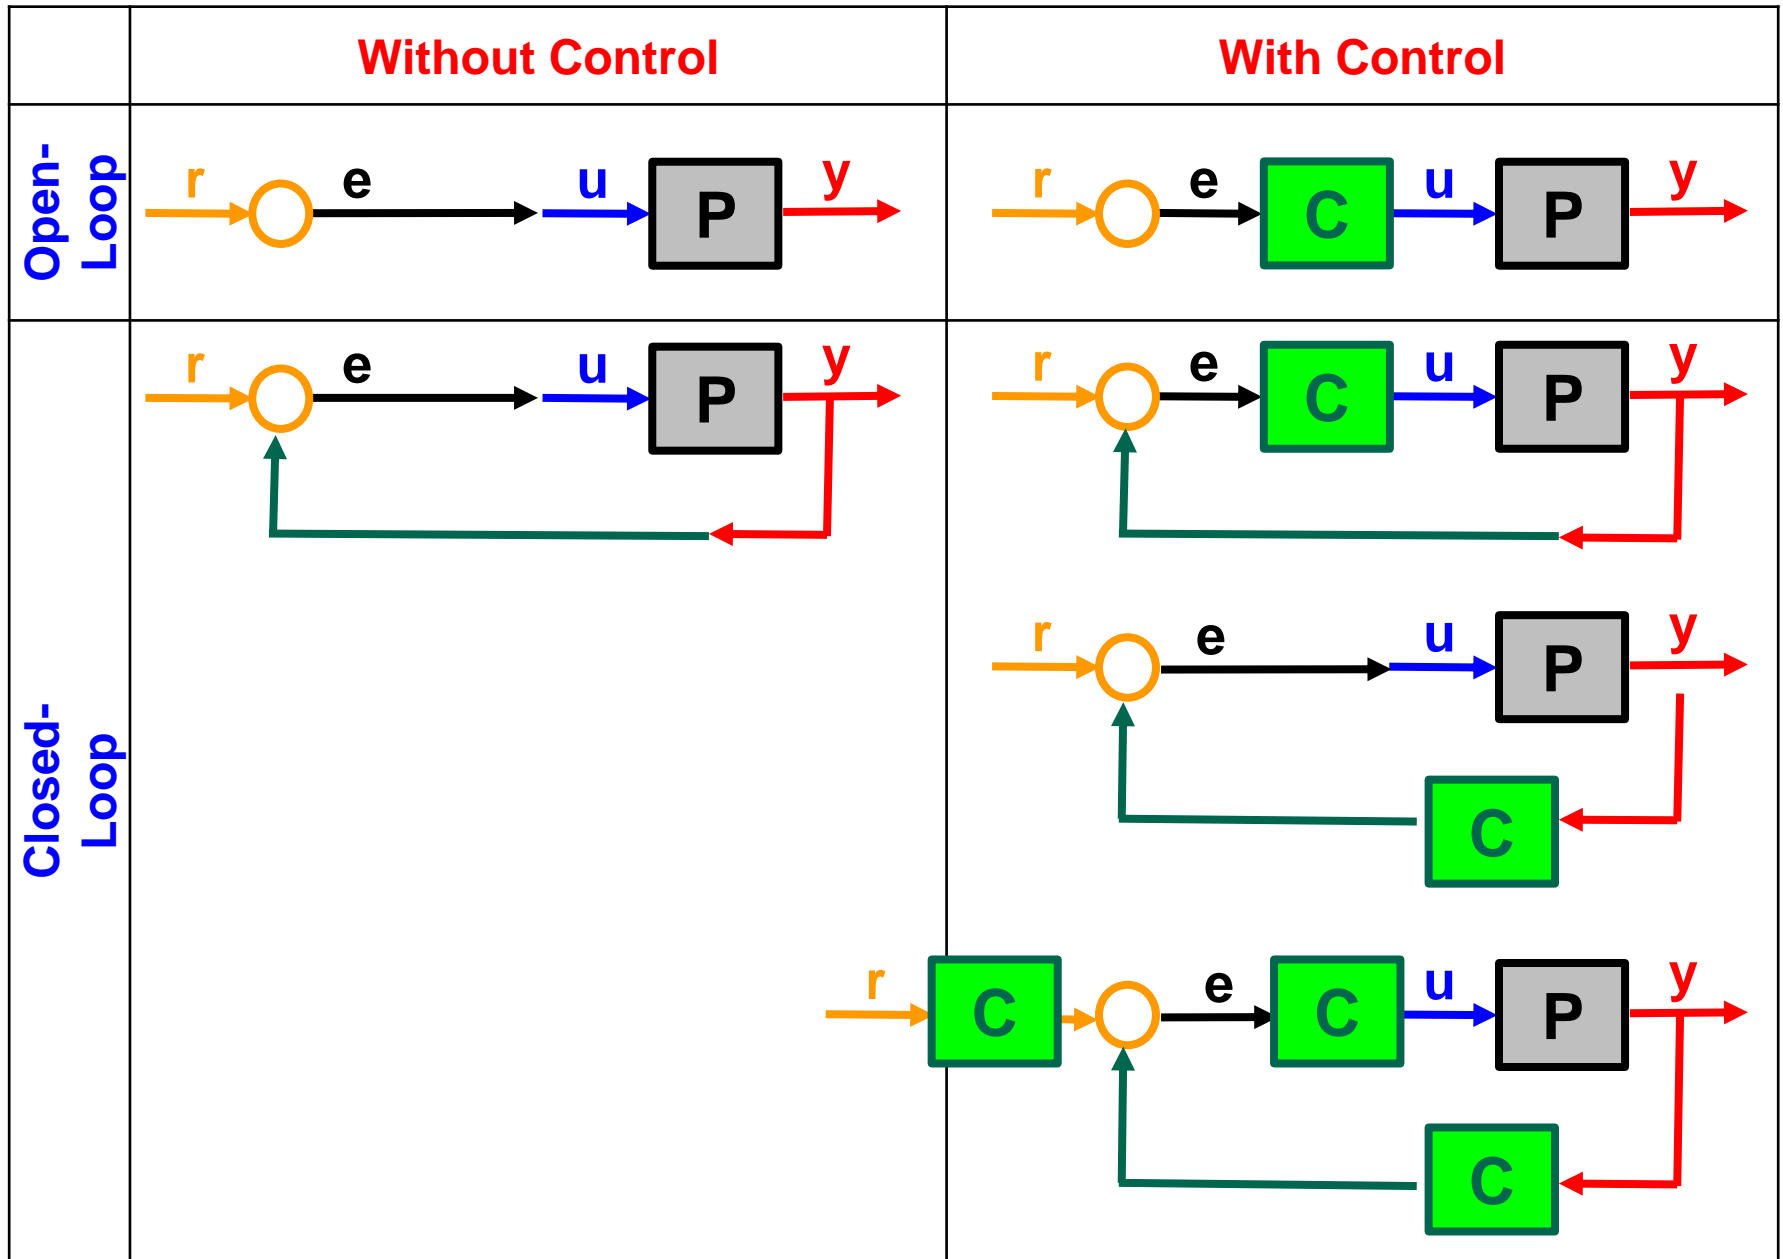 Without Control
With Control
Open-
Loop
r e u P y
r e C u P y
Closed-
Loop
r e u P y
r e C u P y
r e u P y
C
r C e C u P y
C